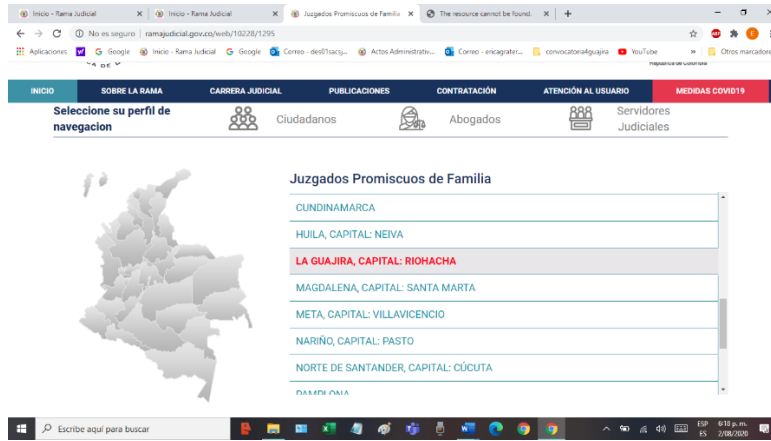 Inicio - Rama Judicial
Inicio - Rama Judicial
Juzgados Promiscuos de Familia
The resource cannot be found.
No es seguro | ramajudicial.gov.co/web/10228/1295
Aplicaciones G Google Inicio - Rama Judicial G Google Correo - des01sacsj... Actos Administrativ... Correo - ericagratec... convocatoria4guajira YouTube » Otros marcadores
República de Colombia
INICIO SOBRE LA RAMA CARRERA JUDICIAL PUBLICACIONES CONTRATACIÓN ATENCIÓN AL USUARIO MEDIDAS COVID19
Seleccione su perfil de
navegacion
Ciudadanos
Abogados
Servidores
Judiciales
Juzgados Promiscuos de Familia
CUNDINAMARCA
HUILA, CAPITAL: NEIVA
LA GUAJIRA, CAPITAL: RIOHACHA
MAGDALENA, CAPITAL: SANTA MARTA
META, CAPITAL: VILLAVICENCIO
NARIÑO, CAPITAL: PASTO
NORTE DE SANTANDER, CAPITAL: CÚCUTA
PAMPLONA
Escribe aquí para buscar
ESP 6:18 p. m.
ES 2/08/2020